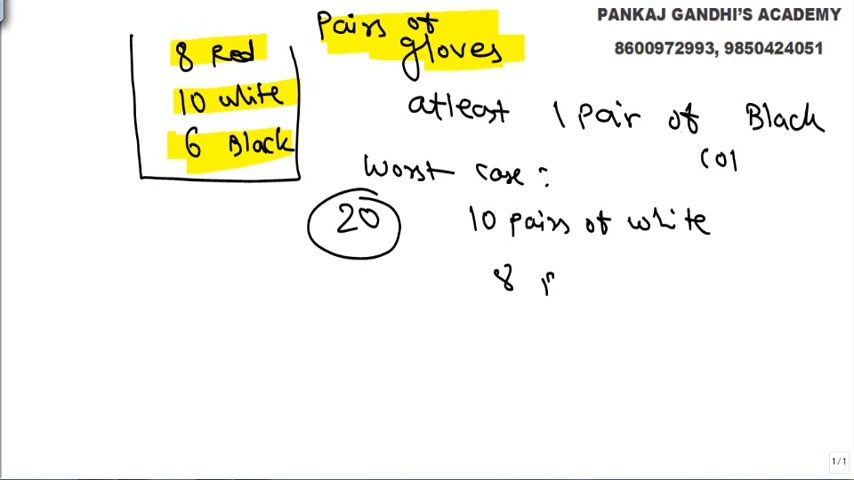 PANKAJ GANDHI'S ACADEMY
8600972993, 9850424051
Pairs of
gloves
8 Red
10 white
6 Black
atleast 1 Pair of Black
(ol
Worst case:
20
10 pairs of white
8
1/1